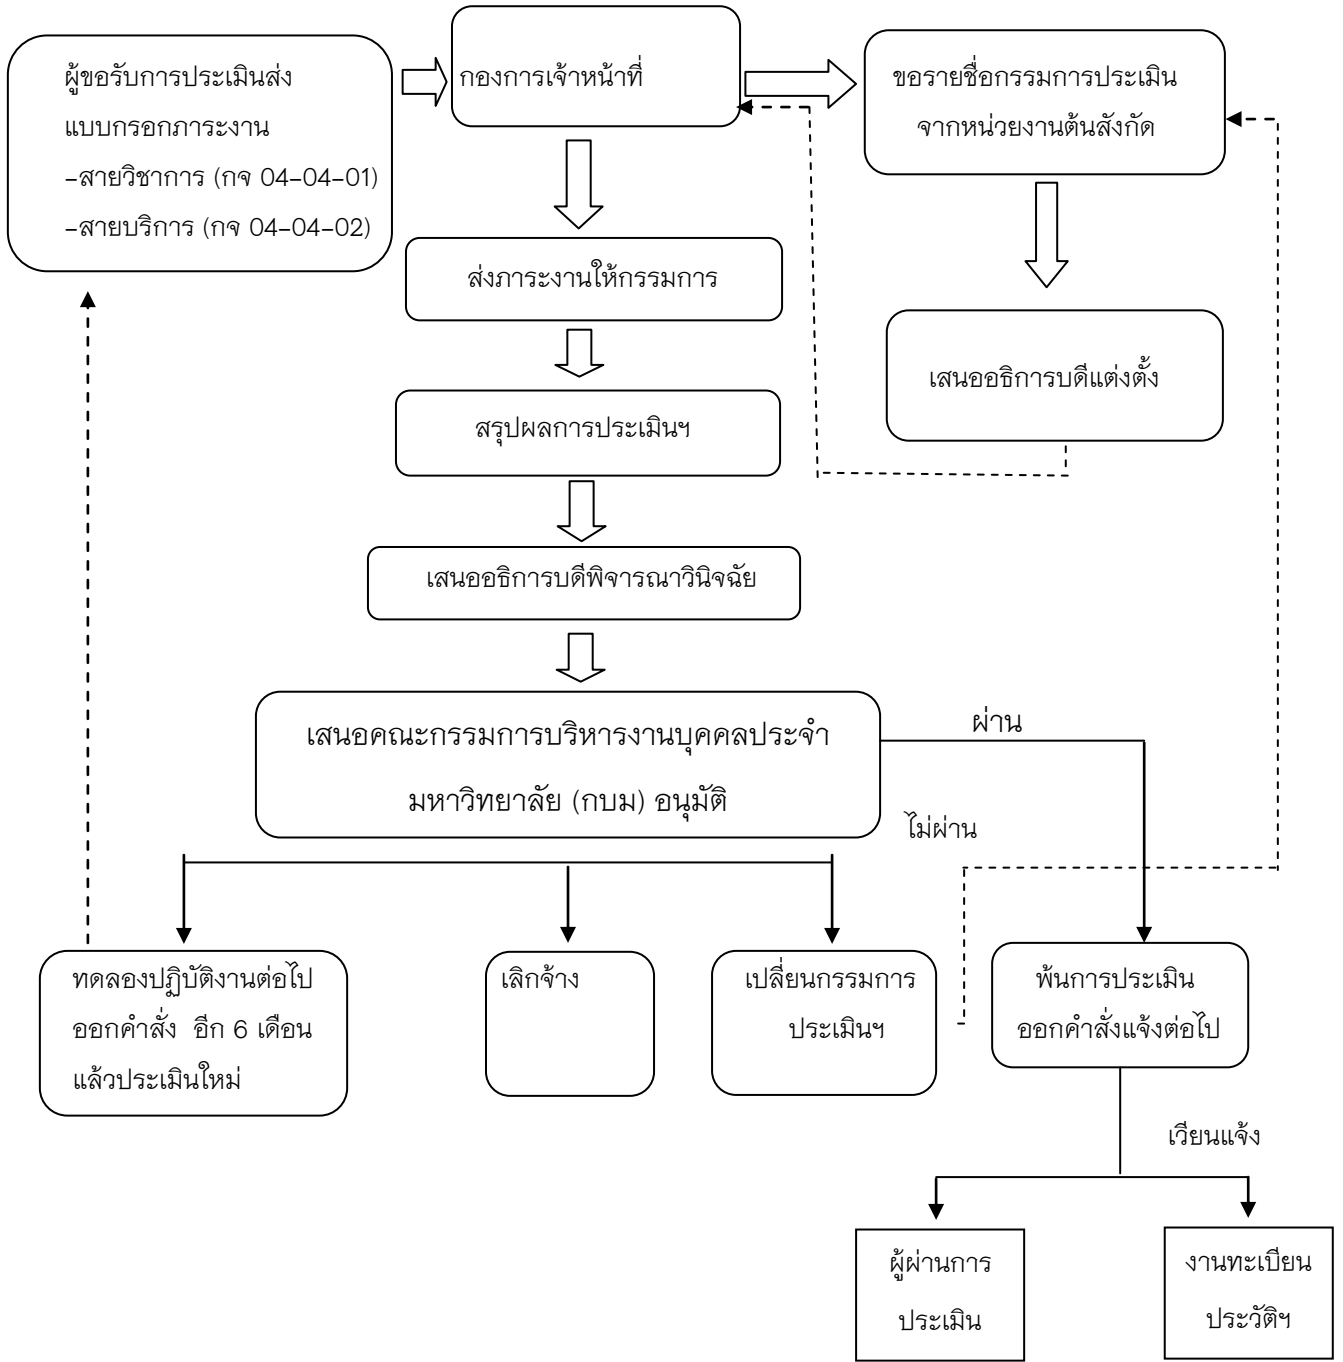 ผู้ขอรับการประเมินส่ง
แบบกรอกภาระงาน
-สายวิชาการ (กจ 04-04-01)
-สายบริการ (กจ 04-04-02)
กองการเจ้าหน้าที่
ขอรายชื่อกรรมการประเมิน
จากหน่วยงานต้นสังกัด
ส่งภาระงานให้กรรมการ
เสนออธิการบดีแต่งตั้ง
สรุปผลการประเมินฯ
เสนออธิการบดีพิจารณาวินิจฉัย
เสนอคณะกรรมการบริหารงานบุคคลประจำ
มหาวิทยาลัย (กบม) อนุมัติ
ผ่าน
ไม่ผ่าน
ทดลองปฏิบัติงานต่อไป
ออกคำสั่ง อีก 6 เดือน
แล้วประเมินใหม่
เลิกจ้าง
เปลี่ยนกรรมการ
ประเมินฯ
พ้นการประเมิน
ออกคำสั่งแจ้งต่อไป
เวียนแจ้ง
ผู้ผ่านการ
ประเมิน
งานทะเบียน
ประวัติฯ